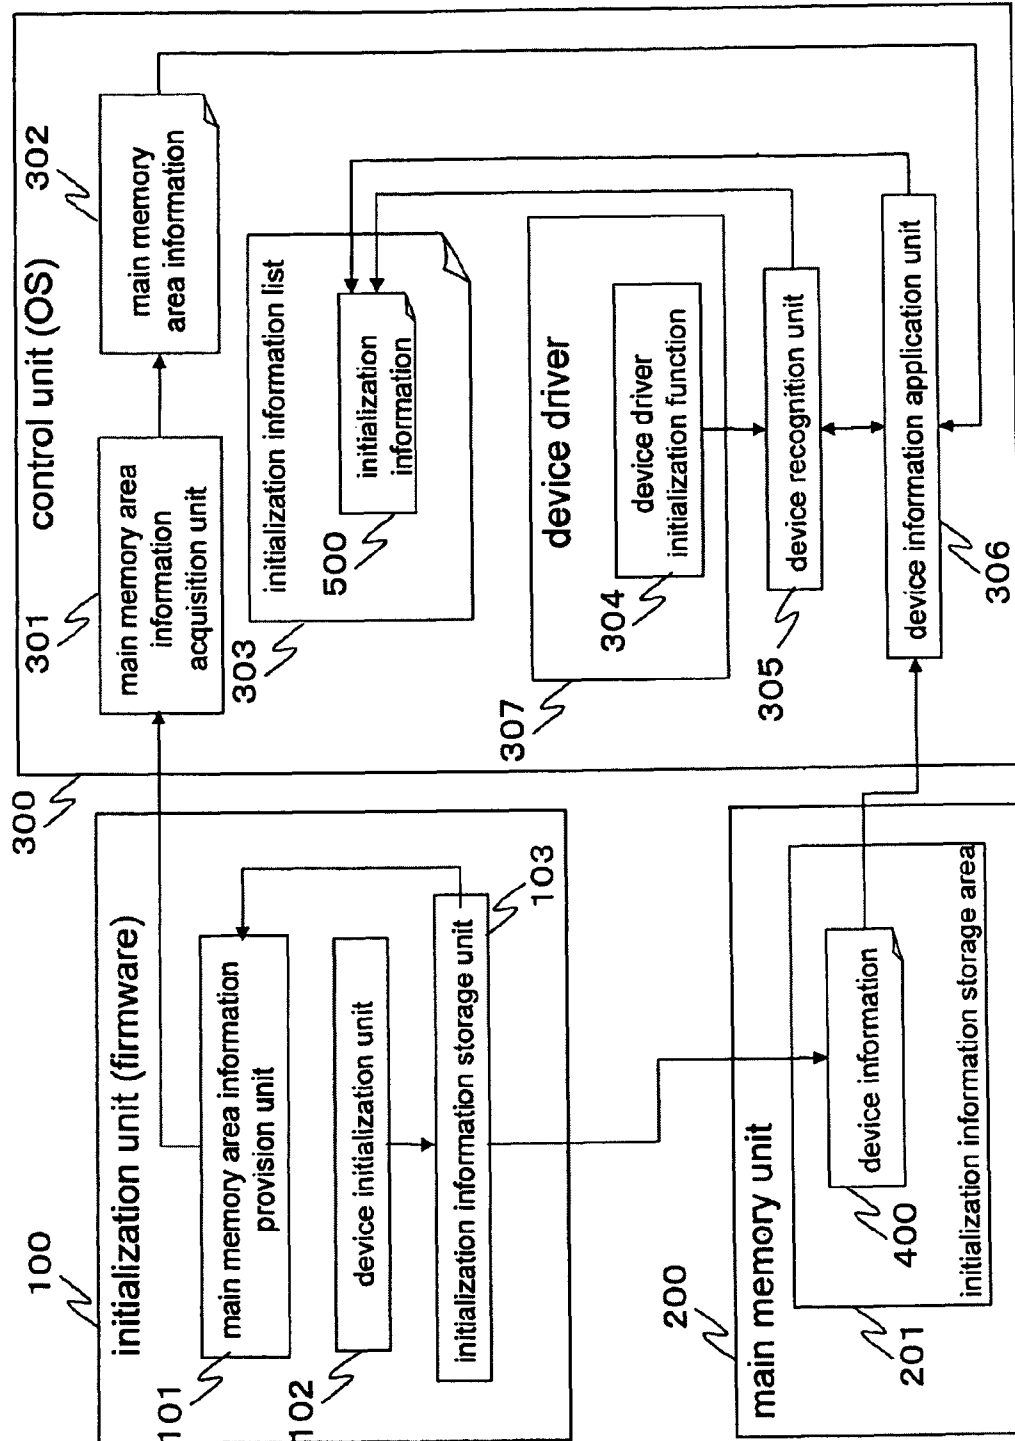 100
initialization unit (firmware)
101
main memory area information
provision unit
102
device initialization unit
initialization information storage unit
103
200
main memory unit
400
device information
201
initialization information storage area
300
control unit (OS)
301
main memory area
information
acquisition unit
302
main memory
area information
303
initialization information list
500
initialization
information
307
device driver
304
device driver
initialization function
305
device recognition unit
device information application unit
306